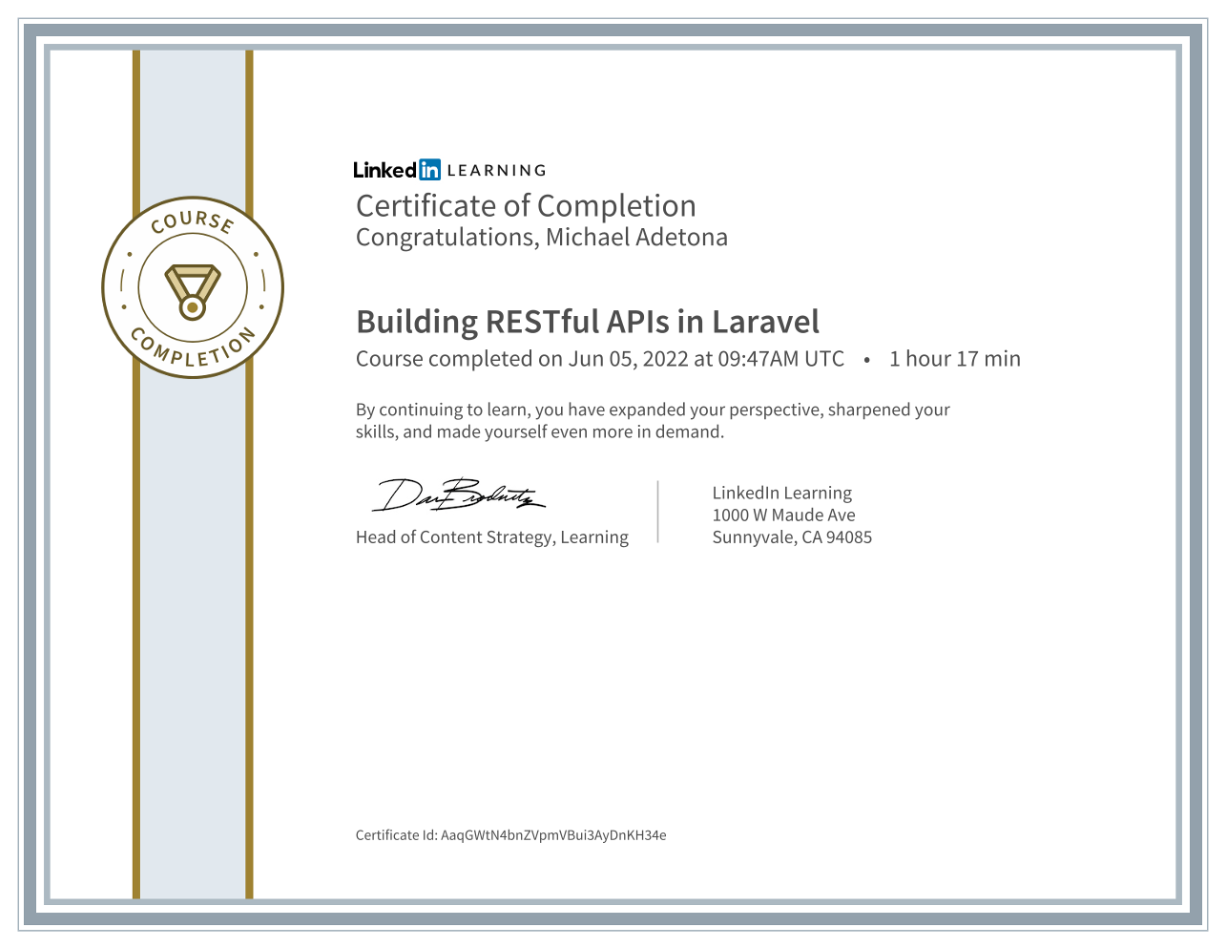 COURSE
COMPLETION
Linked in LEARNING
Certificate of Completion
Congratulations, Michael Adetona
Building RESTful APIs in Laravel
Course completed on Jun 05, 2022 at 09:47AM UTC • 1 hour 17 min
By continuing to learn, you have expanded your perspective, sharpened your
skills, and made yourself even more in demand.
Dan Brodnitz
Head of Content Strategy, Learning
LinkedIn Learning
1000 W Maude Ave
Sunnyvale, CA 94085
Certificate Id: AaqGWtN4bnZVpmVBui3AyDnKH34e